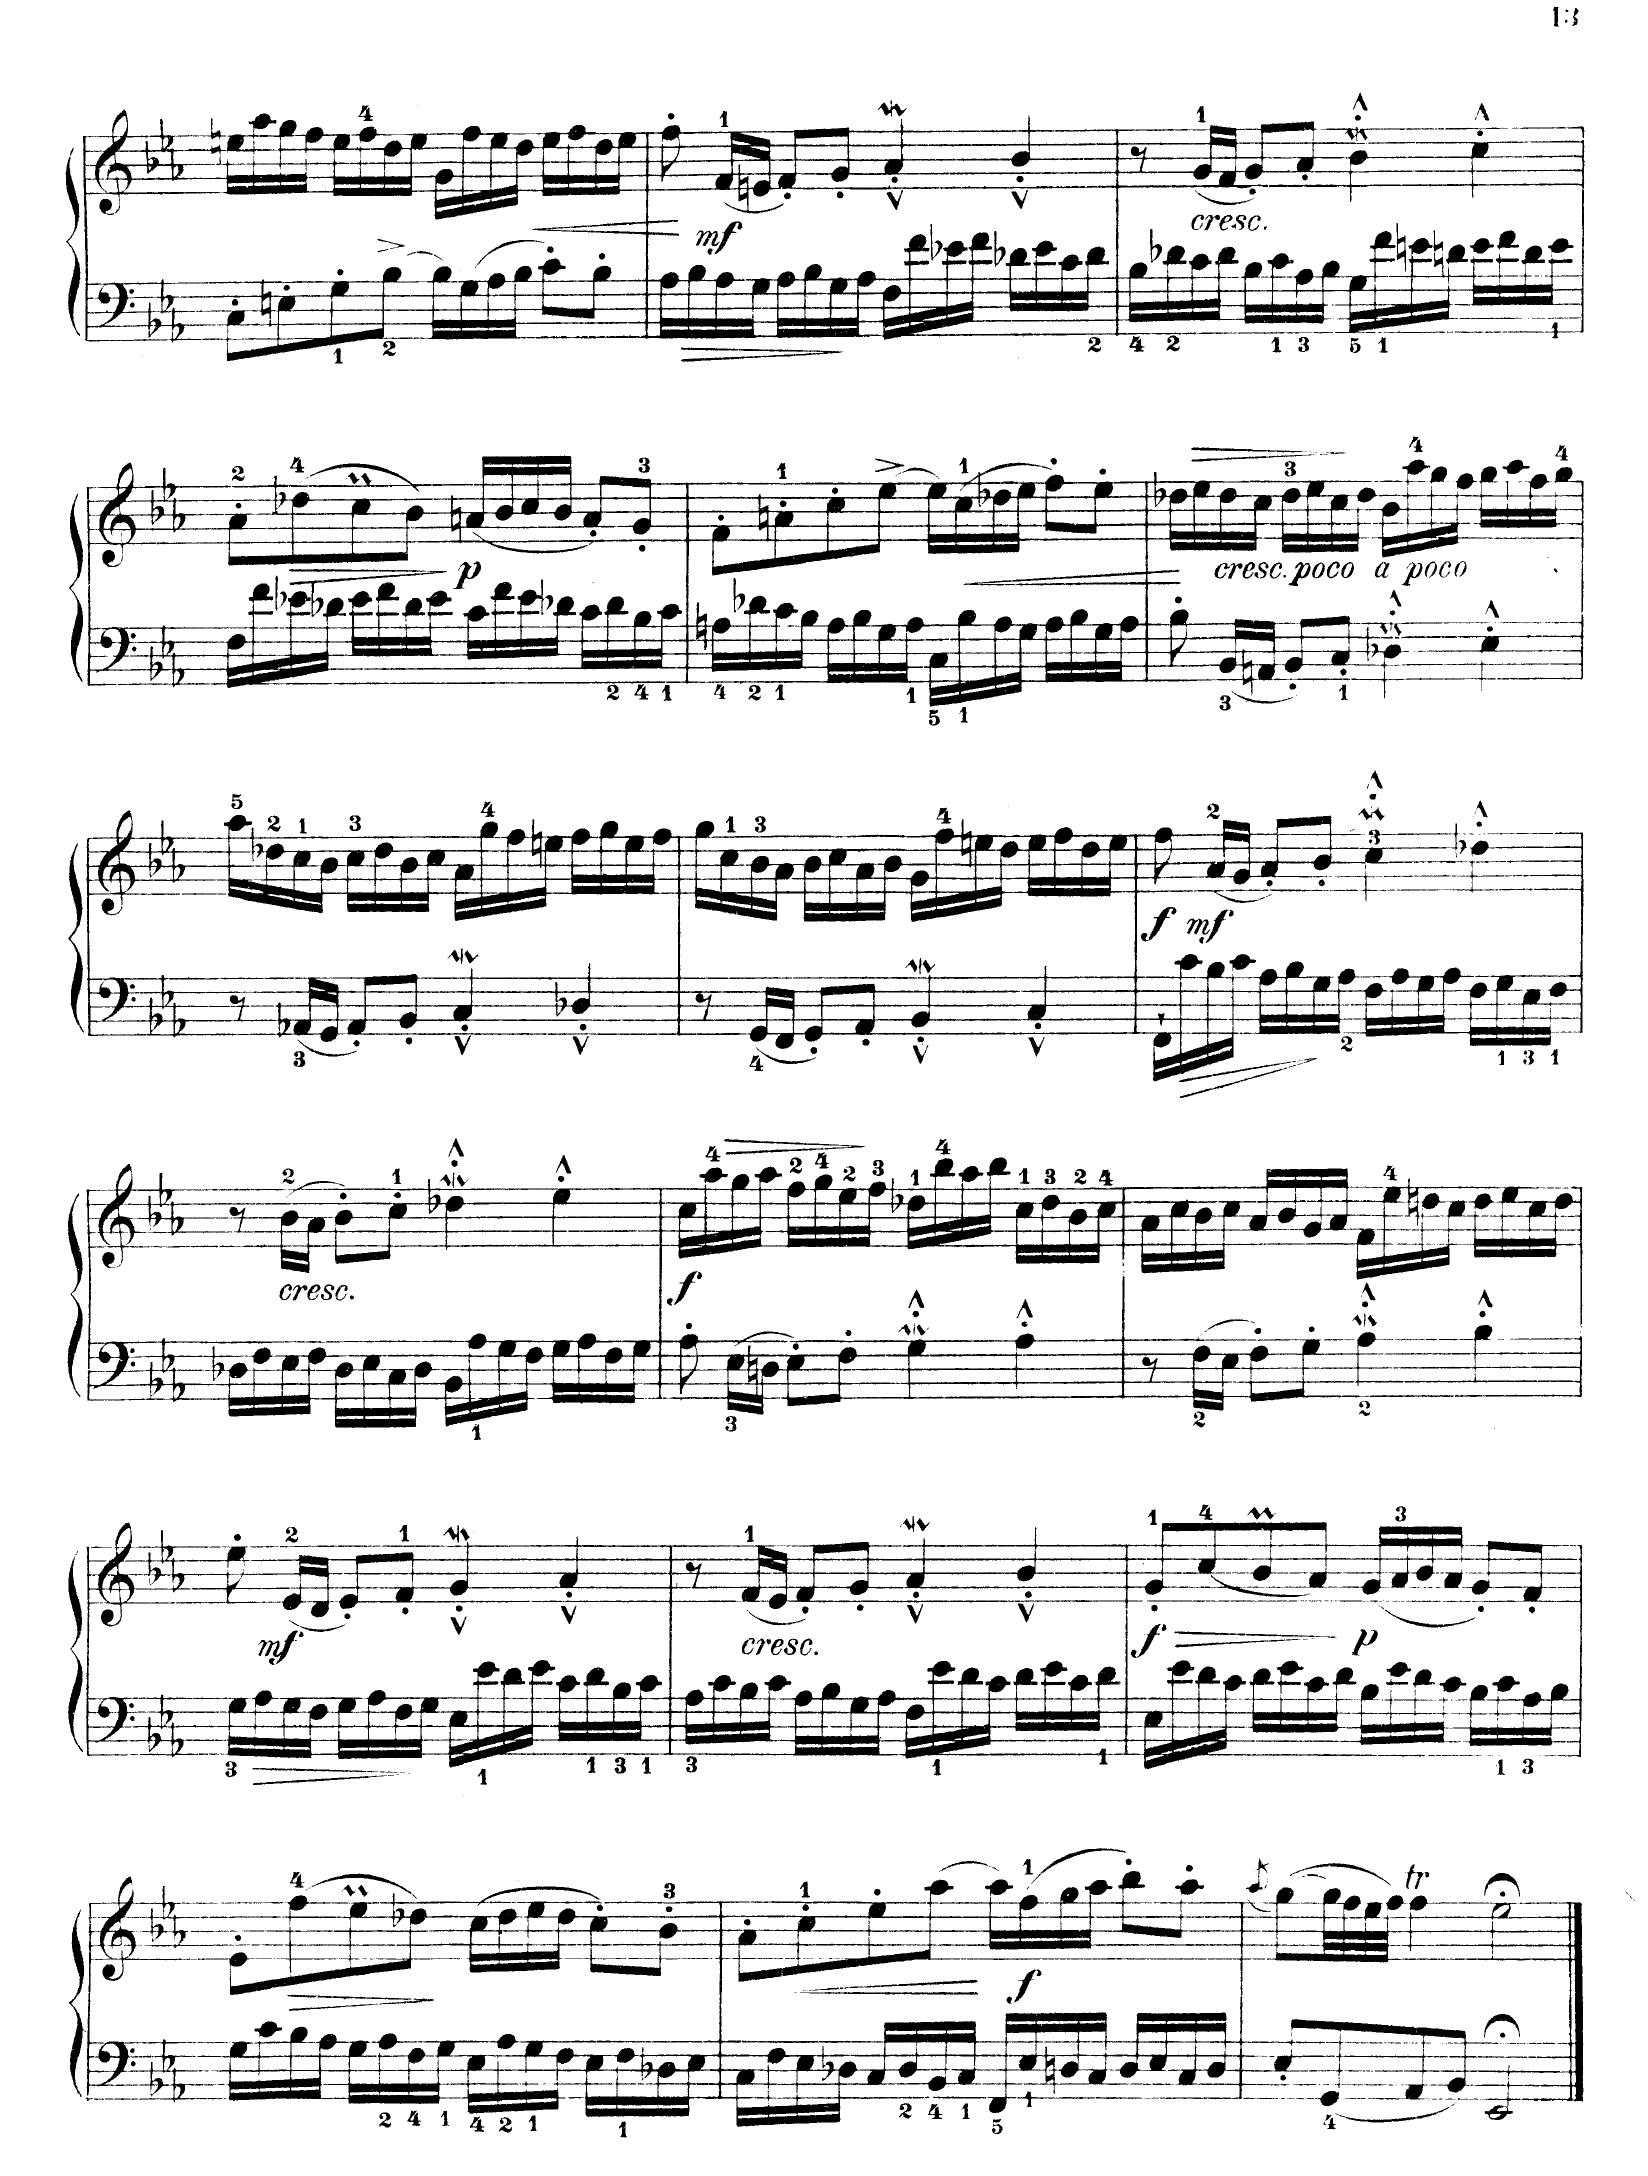 13
4 1 1
mf cresc.
1 2 2 4 2 1 3 5 1 1
2 4 3 1 1 3 4 4
p cresc. poco a poco
2 4 1 4 2 1 1 5 1 3 1
5 2 1 3 4 1 3 4 2 3
f mf
3 4 2 1 3 1
2 1 4 2 4 2 3 1 4 1 3 2 4 4
cresc. f
1 3 2 2
2 1 1 1 4 3
mf cresc. f p
3 1 1 3 1 3 1 1 1 3
4 3 1 1 tr
f
2 4 1 4 2 1 1 2 4 1 5 1 4